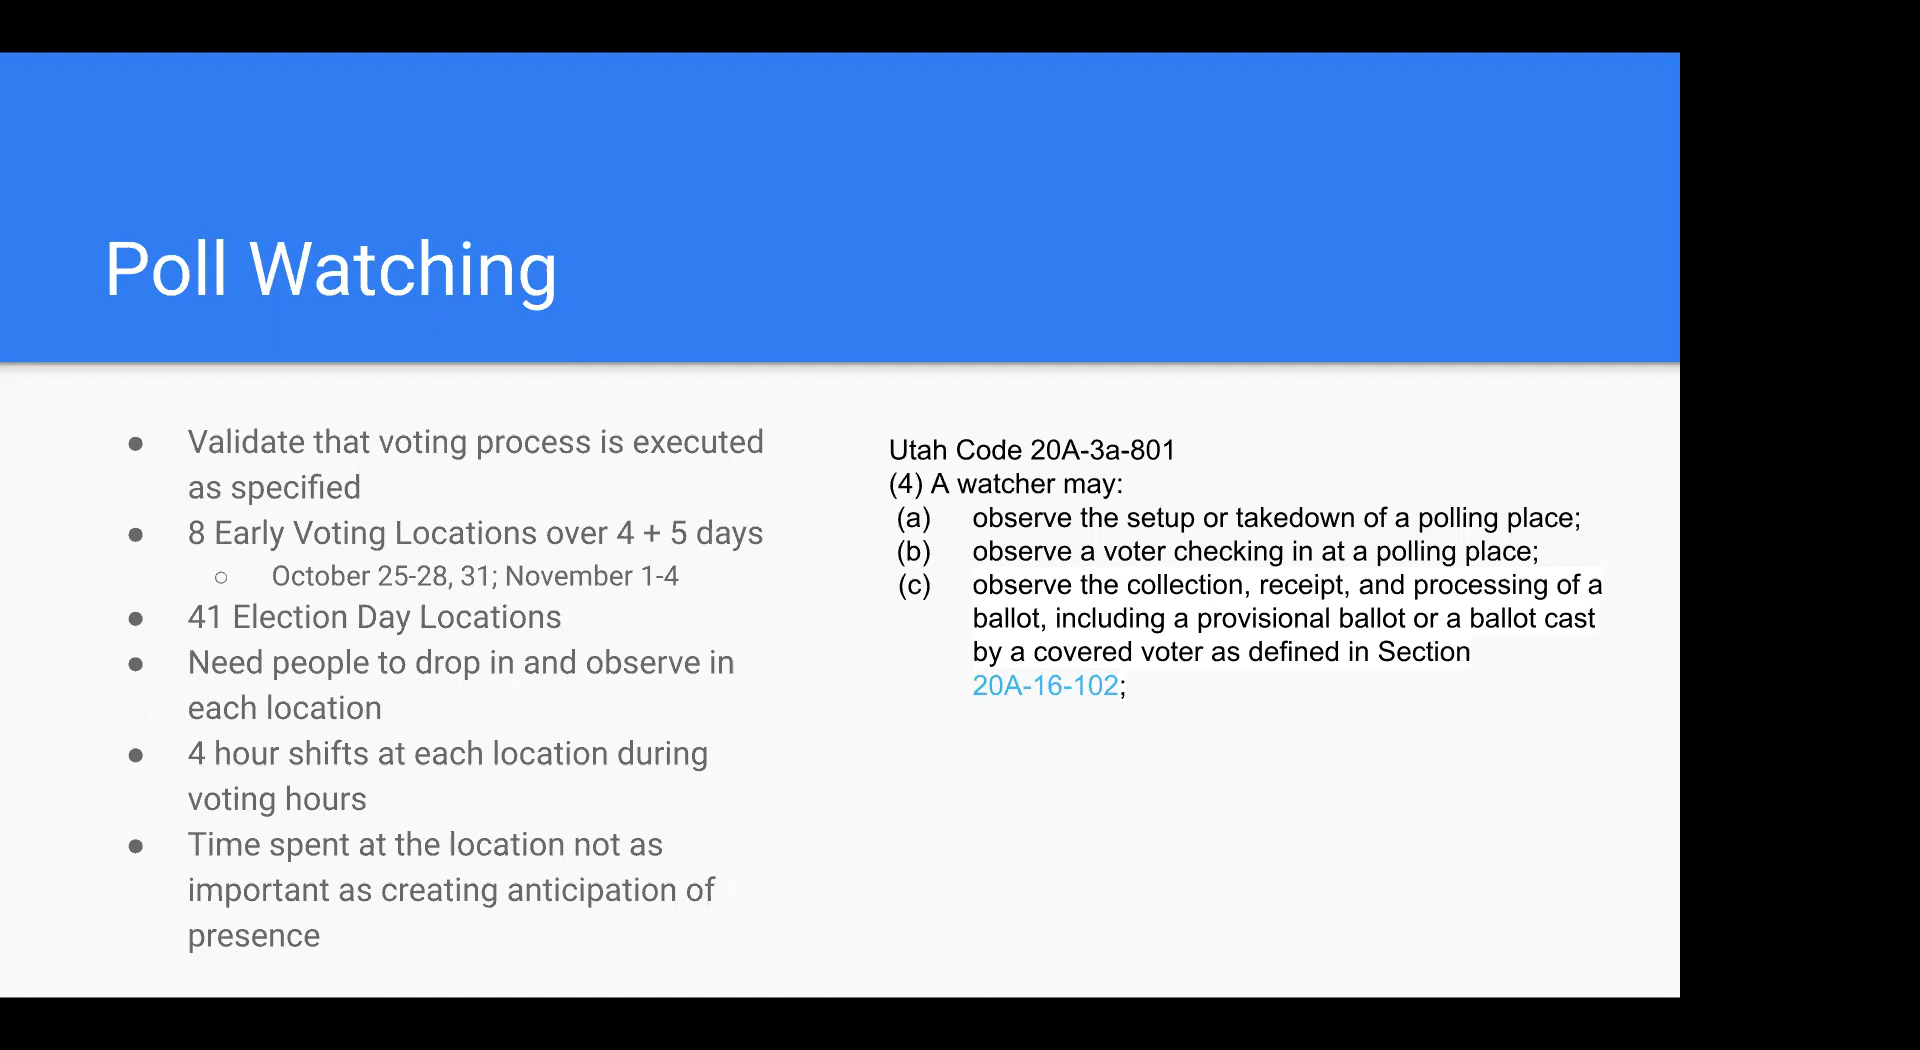 Poll Watching
● Validate that voting process is executed
as specified
● 8 Early Voting Locations over 4 + 5 days
○ October 25-28, 31; November 1-4
● 41 Election Day Locations
● Need people to drop in and observe in
each location
● 4 hour shifts at each location during
voting hours
● Time spent at the location not as
important as creating anticipation of
presence
Utah Code 20A-3a-801
(4) A watcher may:
(a) observe the setup or takedown of a polling place;
(b) observe a voter checking in at a polling place;
(c) observe the collection, receipt, and processing of a
ballot, including a provisional ballot or a ballot cast
by a covered voter as defined in Section
20A-16-102;